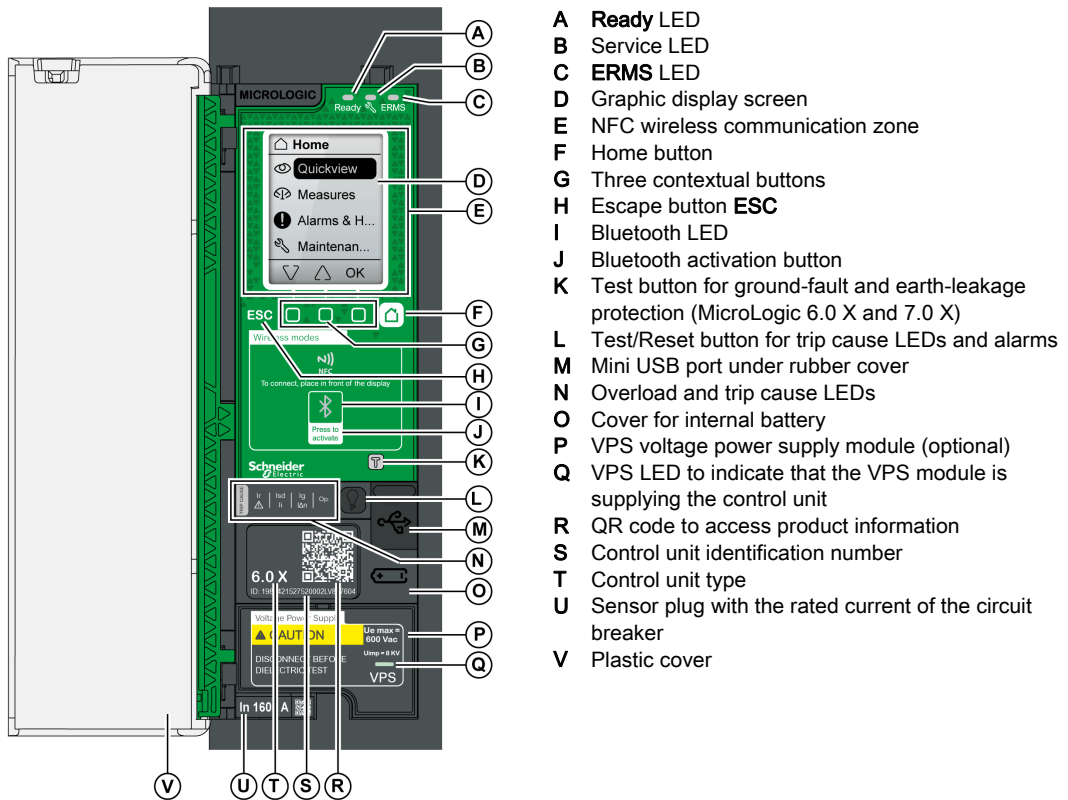 A
B
C
D
E
F
G
H
I
J
K
L
M
N
O
P
Q
V
U
T
S
R
MICROLOGIC
Ready
ERMS
Home
Quickview
Measures
Alarms & H...
Maintenan...
OK
ESC
Wireless modes
NFC
To connect, place in front of the display
Press to
activate
Schneider
Electric
T
TRIP CAUSE
Ir
Isd
Ig
Op.
Ii
IΔn
6.0 X
Voltage Power Supply
CAUTION
Ue max =
600 Vac
Uimp = 8 KV
DISCONNECT BEFORE
DIELECTRIC TEST
VPS
In 160 A
A Ready LED
B Service LED
C ERMS LED
D Graphic display screen
E NFC wireless communication zone
F Home button
G Three contextual buttons
H Escape button ESC
I Bluetooth LED
J Bluetooth activation button
K Test button for ground-fault and earth-leakage
protection (MicroLogic 6.0 X and 7.0 X)
L Test/Reset button for trip cause LEDs and alarms
M Mini USB port under rubber cover
N Overload and trip cause LEDs
O Cover for internal battery
P VPS voltage power supply module (optional)
Q VPS LED to indicate that the VPS module is
supplying the control unit
R QR code to access product information
S Control unit identification number
T Control unit type
U Sensor plug with the rated current of the circuit
breaker
V Plastic cover